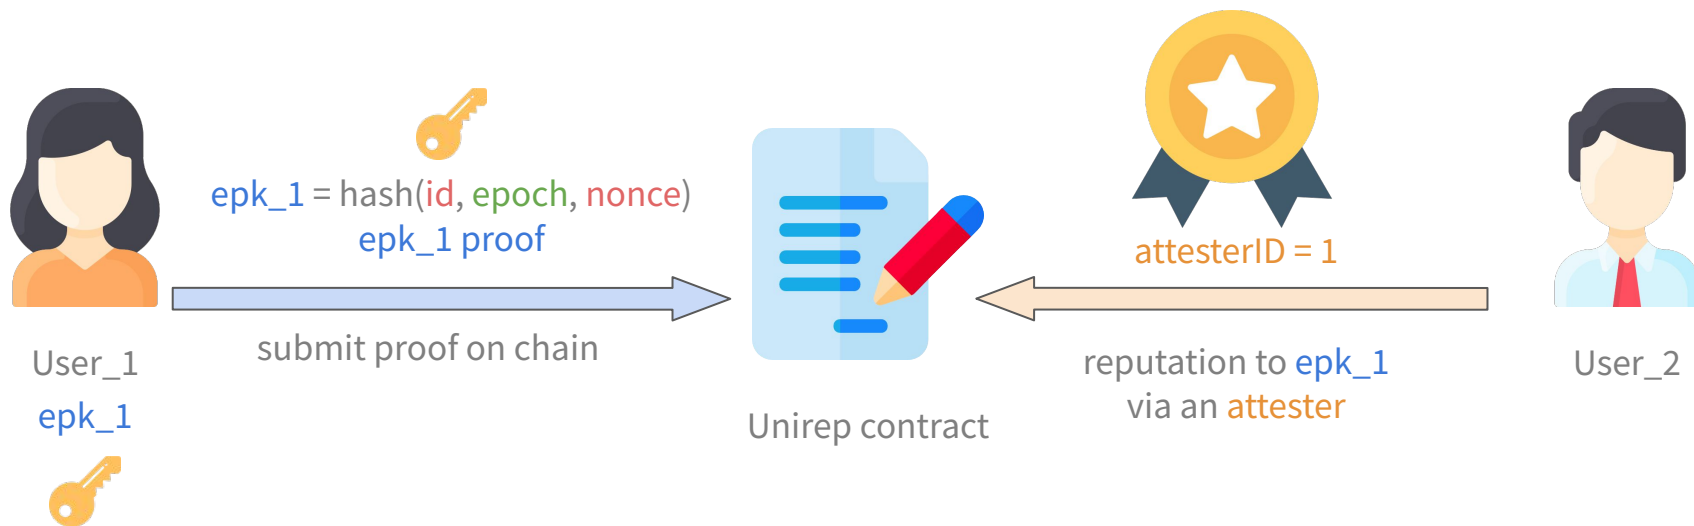 epk_1 = hash(id, epoch, nonce)
epk_1 proof
submit proof on chain
User_1
epk_1
Unirep contract
attesterID = 1
reputation to epk_1
via an attester
User_2